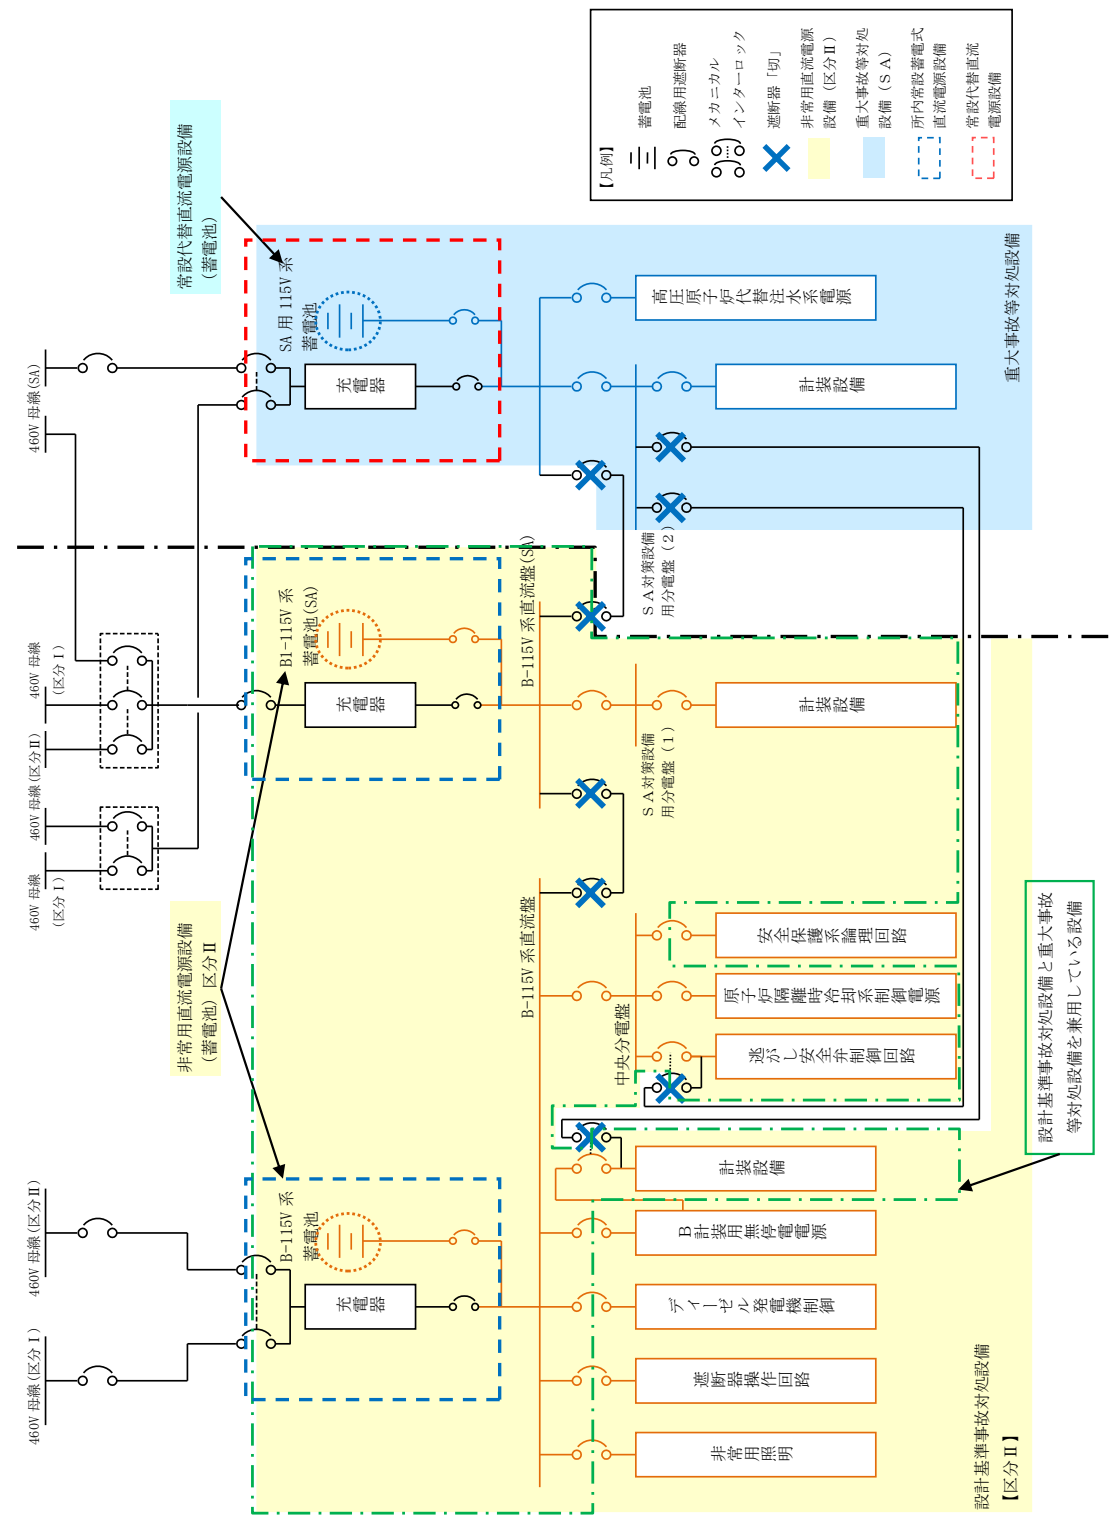 460V 母線(区分Ⅰ)
460V 母線(区分Ⅱ)
460V 母線
(区分Ⅰ)
460V 母線(区分Ⅱ)
460V 母線
(区分Ⅰ)
460V 母線(SA)
非常用直流電源設備
(蓄電池) 区分Ⅱ
常設代替直流電源設備
(蓄電池)
B-115V 系
蓄電池
充電器
B1-115V 系
蓄電池(SA)
充電器
SA 用 115V 系
蓄電池
充電器
B-115V 系直流盤
B-115V 系直流盤(SA)
中央分電盤
SA対策設備
用分電盤(1)
SA対策設備
用分電盤(2)
非常用照明
遮断器操作回路
ディーゼル発電機制御
B計装用無停電電源
計装設備
逃がし安全弁制御回路
原子炉隔離時冷却系制御電源
安全保護系論理回路
計装設備
計装設備
高圧原子炉代替注水系電源
設計基準事故対処設備
【区分Ⅱ】
重大事故等対処設備
設計基準事故対処設備と重大事故
等対処設備を兼用している設備
【凡例】
蓄電池
配線用遮断器
メカニカル
インターロック
遮断器「切」
非常用直流電源
設備(区分Ⅱ)
重大事故等対処
設備(SA)
所内常設蓄電式
直流電源設備
常設代替直流
電源設備